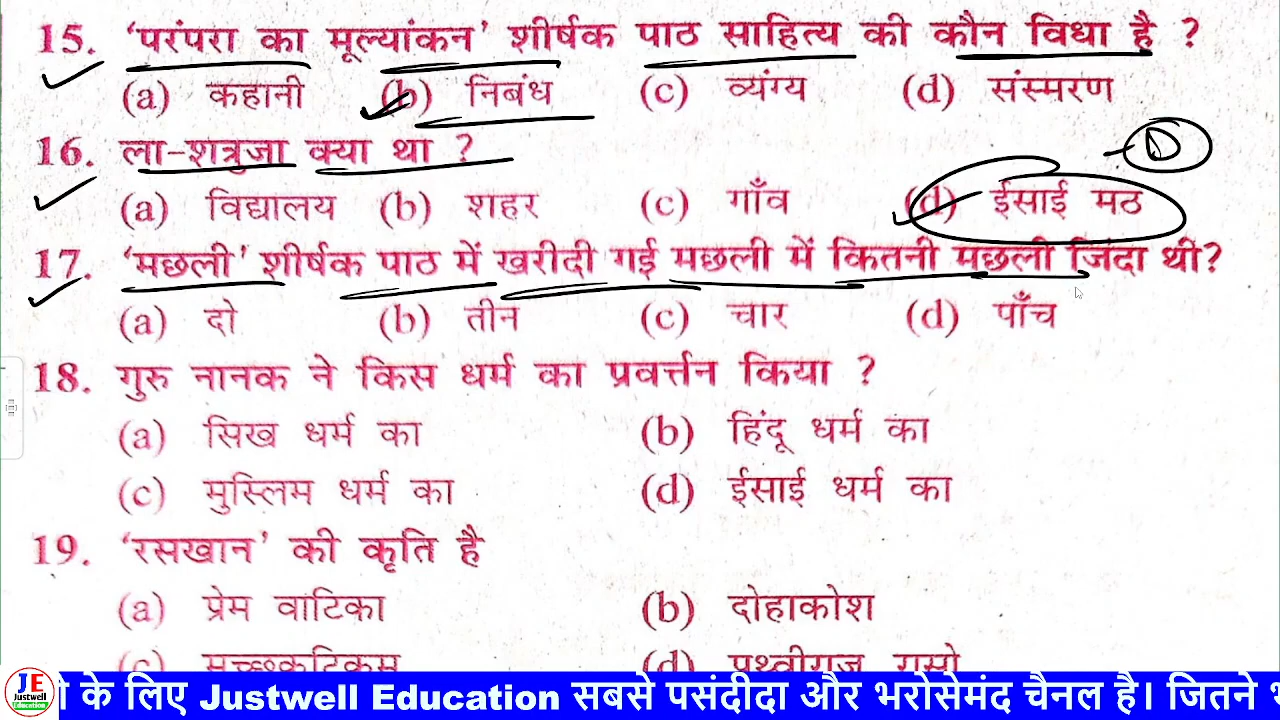 15. ‘परंपरा का मूल्यांकन’ शीर्षक पाठ साहित्य की कौन विधा है ?
(a) कहानी (b) निबंध (c) व्यंग्य (d) संस्मरण
D
16. ला-शत्रुजा क्या था ?
(a) विद्यालय (b) शहर (c) गाँव (d) ईसाई मठ
17. ‘मछली’ शीर्षक पाठ में खरीदी गई मछली में कितनी मछली जिंदा थी?
(a) दो (b) तीन (c) चार (d) पाँच
18. गुरु नानक ने किस धर्म का प्रवर्त्तन किया ?
(a) सिख धर्म का (b) हिंदू धर्म का
(c) मुस्लिम धर्म का (d) ईसाई धर्म का
19. ‘रसखान’ की कृति है
(a) प्रेम वाटिका (b) दोहाकोश
(c) मृच्छकटिकम् (d) पृथ्वीराज रासो
JE
Justwell
Education
के लिए Justwell Education सबसे पसंदीदा और भरोसेमंद चैनल है। जितने